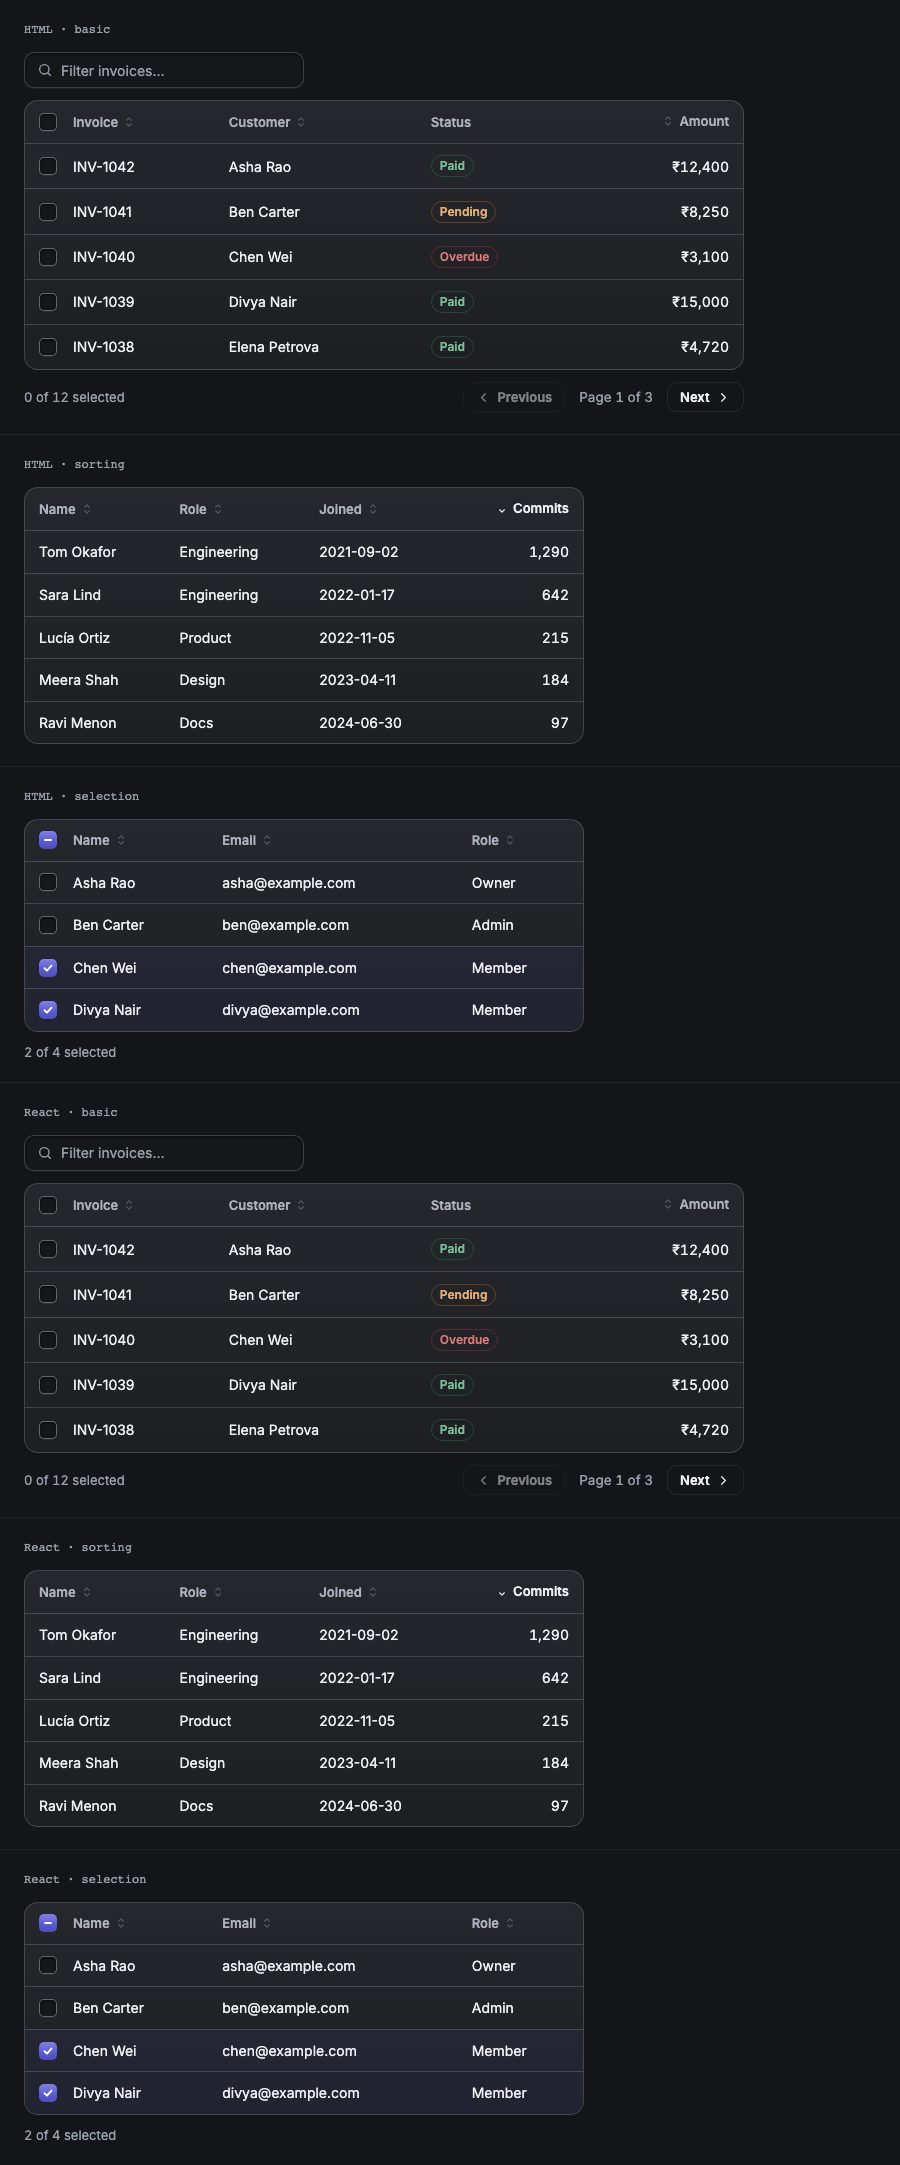 HTML • basic
Filter invoices...
Invoice Customer Status Amount
INV-1042 Asha Rao Paid ₹12,400
INV-1041 Ben Carter Pending ₹8,250
INV-1040 Chen Wei Overdue ₹3,100
INV-1039 Divya Nair Paid ₹15,000
INV-1038 Elena Petrova Paid ₹4,720
0 of 12 selected Previous Page 1 of 3 Next
HTML • sorting
Name Role Joined Commits
Tom Okafor Engineering 2021-09-02 1,290
Sara Lind Engineering 2022-01-17 642
Lucía Ortiz Product 2022-11-05 215
Meera Shah Design 2023-04-11 184
Ravi Menon Docs 2024-06-30 97
HTML • selection
Name Email Role
Asha Rao asha@example.com Owner
Ben Carter ben@example.com Admin
Chen Wei chen@example.com Member
Divya Nair divya@example.com Member
2 of 4 selected
React • basic
Filter invoices...
Invoice Customer Status Amount
INV-1042 Asha Rao Paid ₹12,400
INV-1041 Ben Carter Pending ₹8,250
INV-1040 Chen Wei Overdue ₹3,100
INV-1039 Divya Nair Paid ₹15,000
INV-1038 Elena Petrova Paid ₹4,720
0 of 12 selected Previous Page 1 of 3 Next
React • sorting
Name Role Joined Commits
Tom Okafor Engineering 2021-09-02 1,290
Sara Lind Engineering 2022-01-17 642
Lucía Ortiz Product 2022-11-05 215
Meera Shah Design 2023-04-11 184
Ravi Menon Docs 2024-06-30 97
React • selection
Name Email Role
Asha Rao asha@example.com Owner
Ben Carter ben@example.com Admin
Chen Wei chen@example.com Member
Divya Nair divya@example.com Member
2 of 4 selected